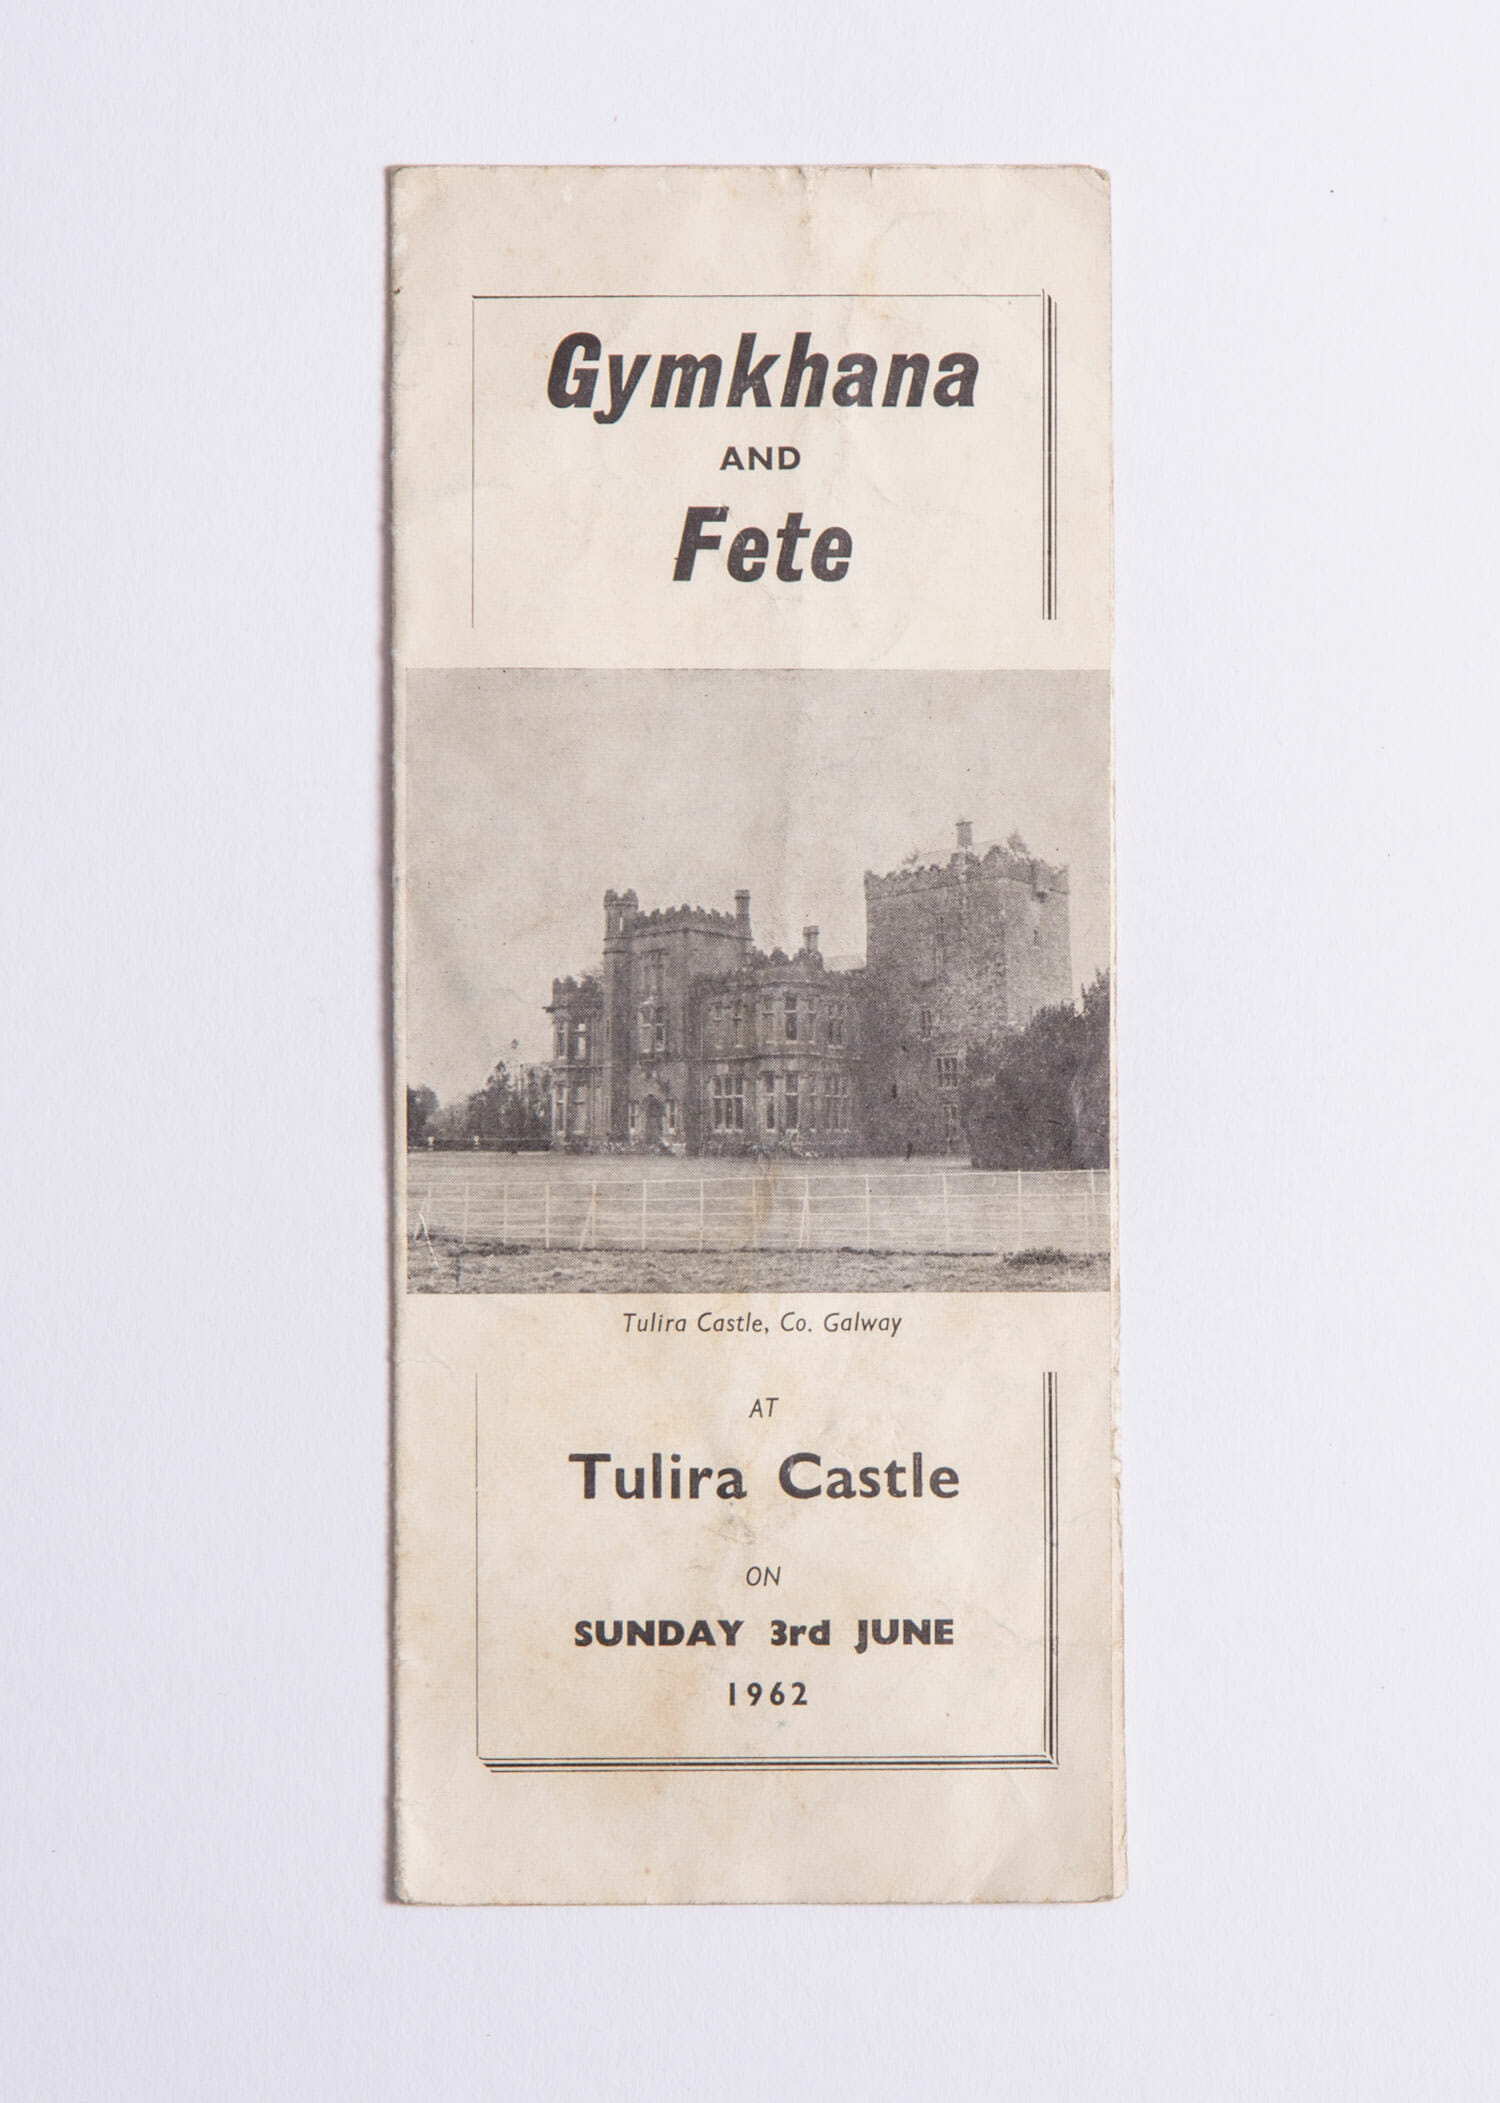 Gymkhana
AND
Fete
Tulira Castle, Co. Galway
AT
Tulira Castle
ON
SUNDAY 3rd JUNE
1962